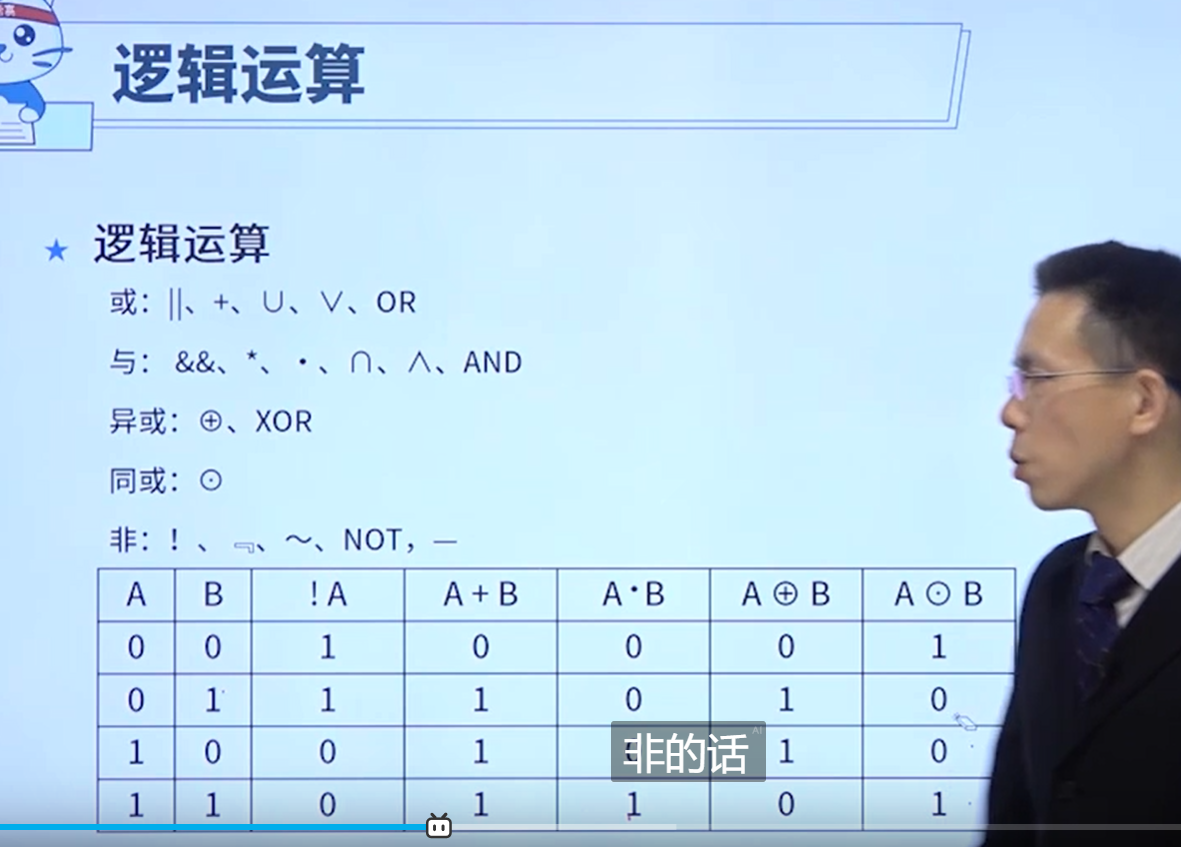 逻辑运算
★ 逻辑运算
或：||、+、∪、∨、OR
与：&&、*、·、∩、∧、AND
异或：⊕、XOR
同或：⊙
非：！、﹁、～、NOT，—
A B !A A+B A·B A⊕B A⊙B
0 0 1 0 0 0 1
0 1 1 1 0 1 0
1 0 0 1 1 0
非的话 AI
1 1 0 1 1 0 1